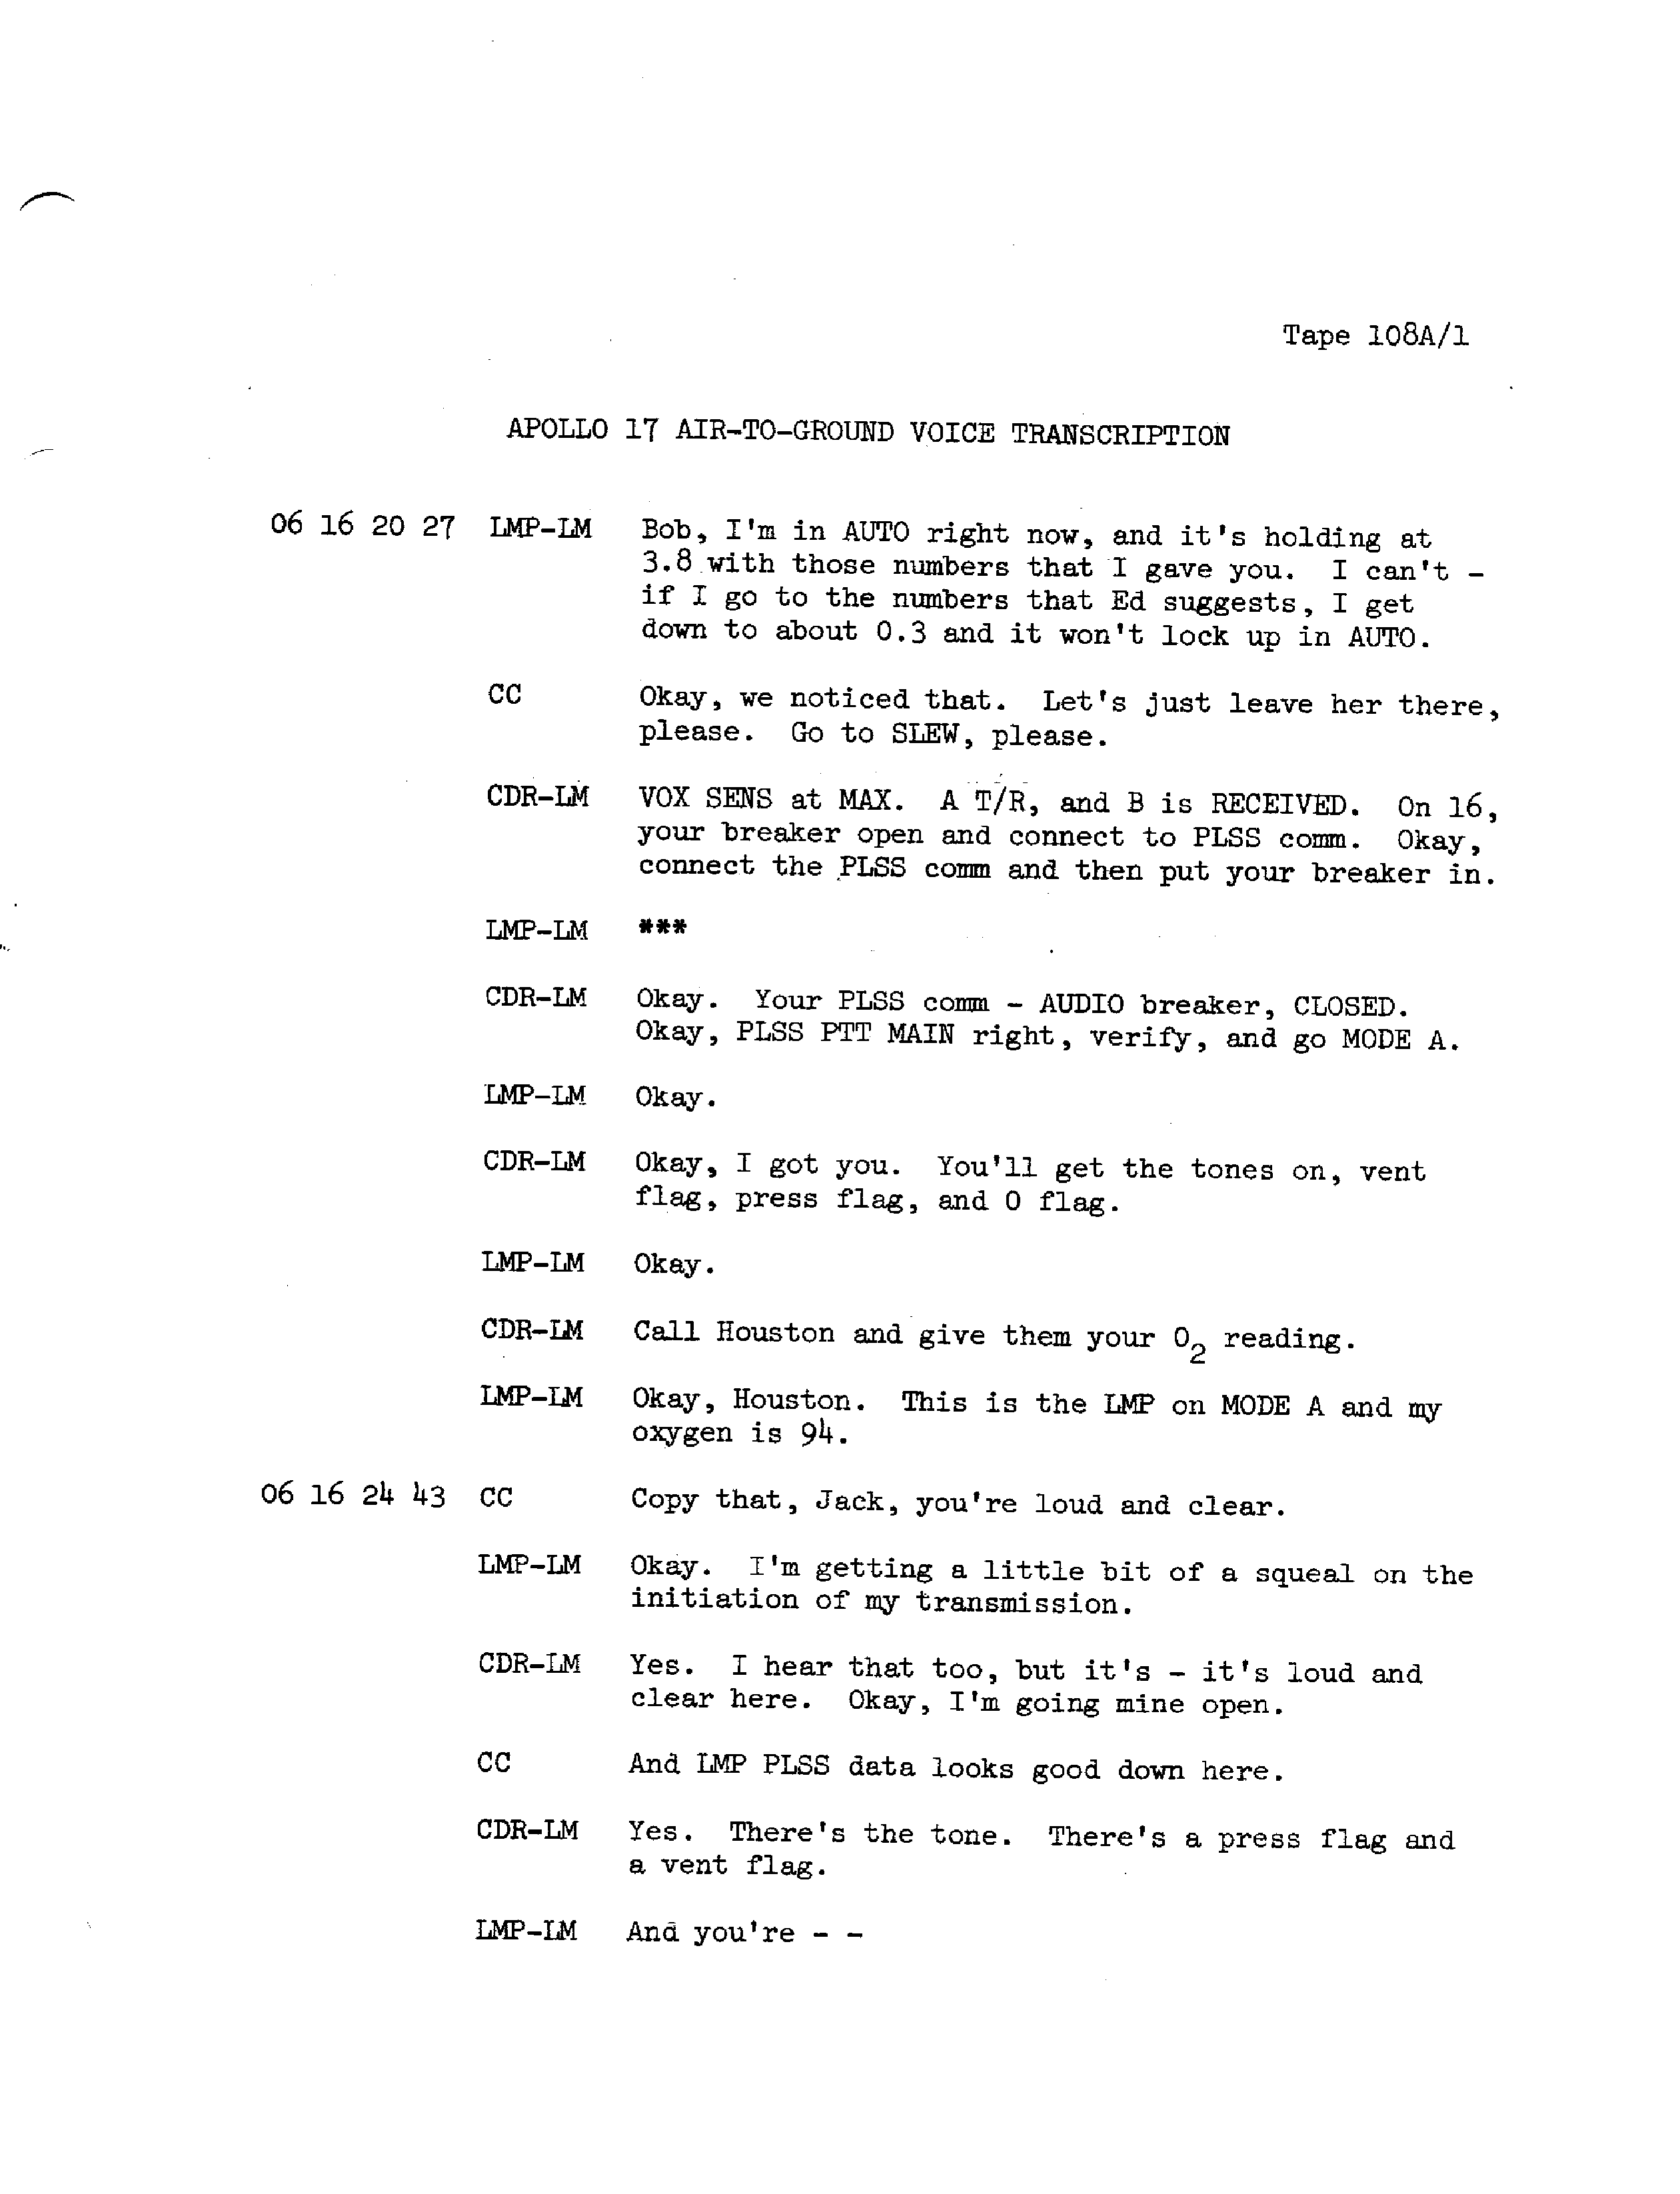 Tape 108A/1
APOLLO 17 AIR-TO-GROUND VOICE TRANSCRIPTION
06 16 20 27 LMP-LM Bob, I'm in AUTO right now, and it's holding at
3.8 with those numbers that I gave you. I can't -
if I go to the numbers that Ed suggests, I get
down to about 0.3 and it won't lock up in AUTO.
CC Okay, we noticed that. Let's just leave her there,
please. Go to SLEW, please.
CDR-LM VOX SENS at MAX. A T/R, and B is RECEIVED. On 16,
your breaker open and connect to PLSS comm. Okay,
connect the PLSS comm and then put your breaker in.
LMP-LM ***
CDR-LM Okay. Your PLSS comm - AUDIO breaker, CLOSED.
Okay, PLSS PTT MAIN right, verify, and go MODE A.
LMP-LM Okay.
CDR-LM Okay, I got you. You'll get the tones on, vent
flag, press flag, and O flag.
LMP-LM Okay.
CDR-LM Call Houston and give them your O2 reading.
LMP-LM Okay, Houston. This is the LMP on MODE A and my
oxygen is 94.
06 16 24 43 CC Copy that, Jack, you're loud and clear.
LMP-LM Okay. I'm getting a little bit of a squeal on the
initiation of my transmission.
CDR-LM Yes. I hear that too, but it's - it's loud and
clear here. Okay, I'm going mine open.
CC And LMP PLSS data looks good down here.
CDR-LM Yes. There's the tone. There's a press flag and
a vent flag.
LMP-LM And you're - -